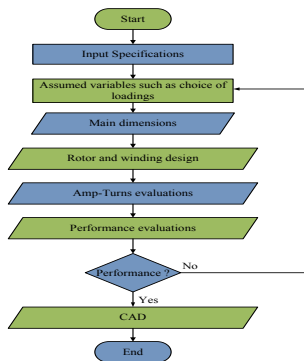 Start
Input Specifications
Assumed variables such as choice of
loadings
Main dimensions
Rotor and winding design
Amp-Turns evaluations
Performance evaluations
Performance ?
No
Yes
CAD
End